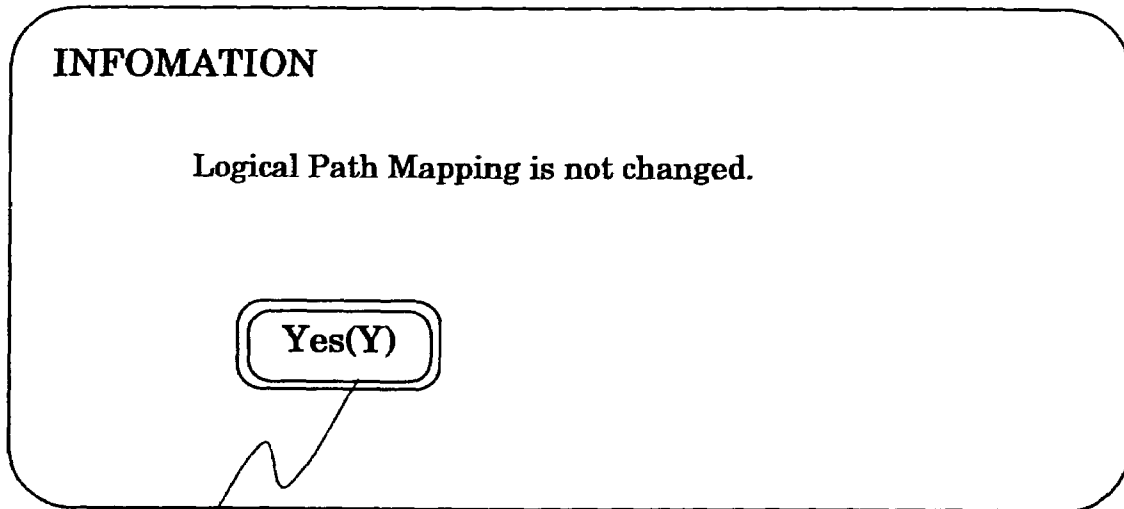 INFOMATION
Logical Path Mapping is not changed.
Yes(Y)